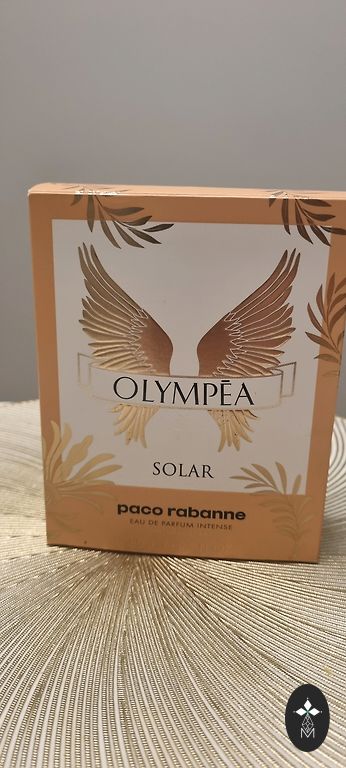 OLYMPĒA
SOLAR
paco rabanne
EAU DE PARFUM INTENSE